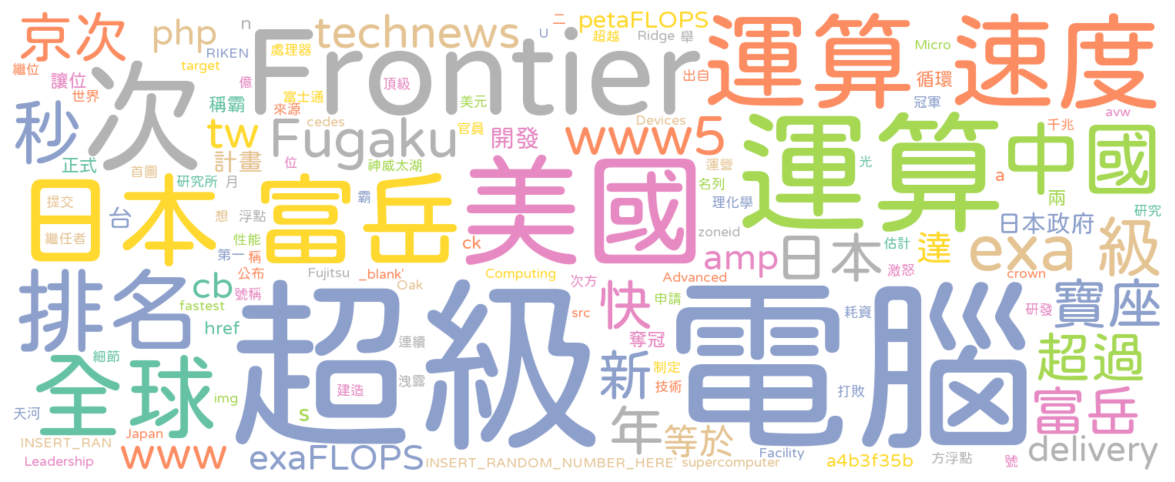 京次
php
n
technews
二
petaFLOPS
U
超越
Ridge
舉
繼位
讓位
世界
RIKEN
target
處理器
億
Frontier
頂級
運算速度
Micro
出自
循環
冠軍
avw
秒
次
稱霸
來源
富士通
cedes
tw
Fugaku
美元
官員
開發
www5
Devices
千兆
正式
計畫
首圖
位
神威太湖
運營
運算
光
中國
a
研究所
月
日本
提交
繼任者
富岳
霸
美國
名列
理化學
兩
研究
台
想
浮點
性能
第一
稱
ck
zoneid
amp
日本
估計
達
日本政府
激怒
exa
級
公布
Fujitsu
_blank'
Oak
Computing
次方
Advanced
crown
排名
cb
號稱
fastest
href
超級電腦
連續
src
快
申請
耗資
研發
寶座
奪冠
全球
細節
建造
洩露
新
制定
技術
打敗
超過
天河
img
s
年
等於
富岳
INSERT_RAN
Japan
www
Leadership
exaFLOPS
INSERT_RANDOM_NUMBER_HERE'
supercomputer
Facility
a4b3f35b
方浮點
號
delivery